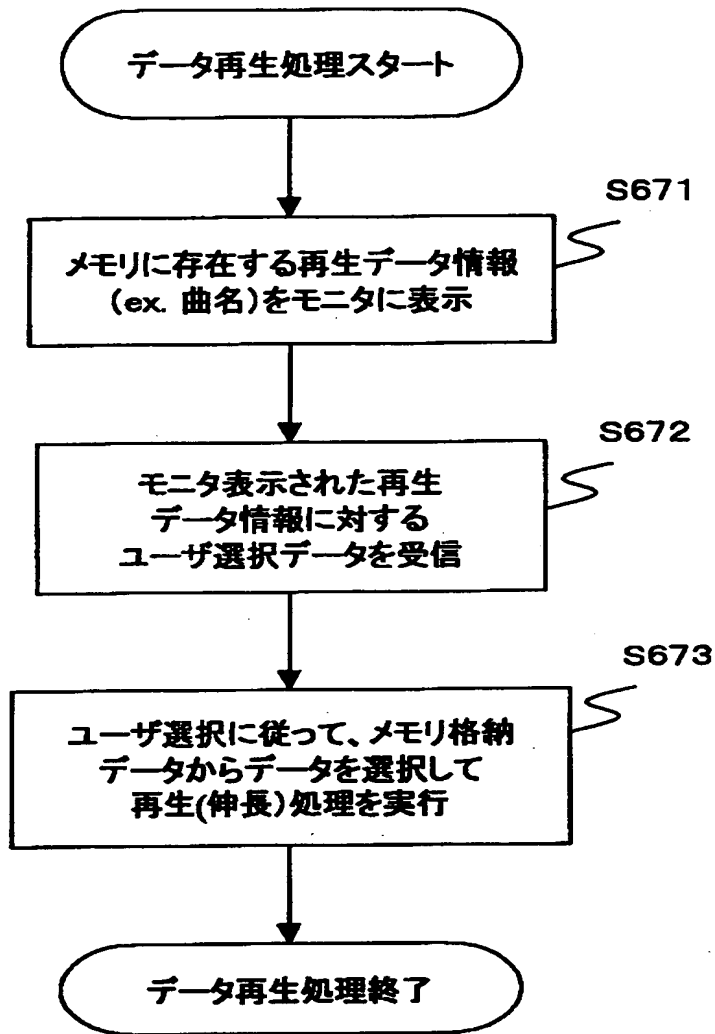 データ再生処理スタート
S671
メモリに存在する再生データ情報
(ex. 曲名)をモニタに表示
S672
モニタ表示された再生
データ情報に対する
ユーザ選択データを受信
S673
ユーザ選択に従って、メモリ格納
データからデータを選択して
再生(伸長)処理を実行
データ再生処理終了